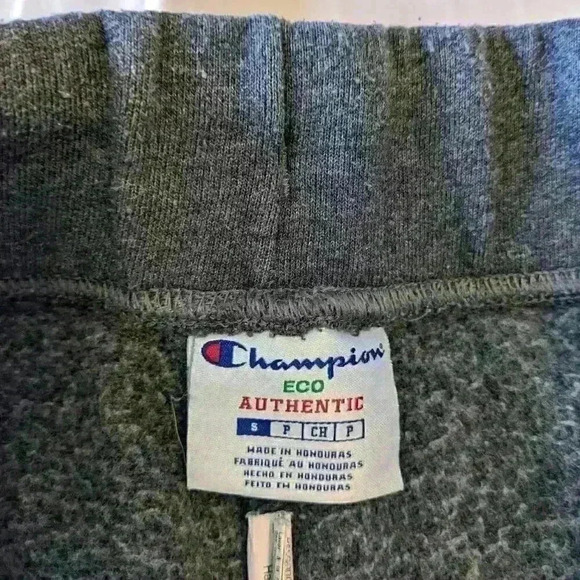 Champion
ECO
AUTHENTIC
S P CH P
MADE IN HONDURAS
FABRIQUÉ AU HONDURAS
HECHO EN HONDURAS
FEITO EM HONDURAS